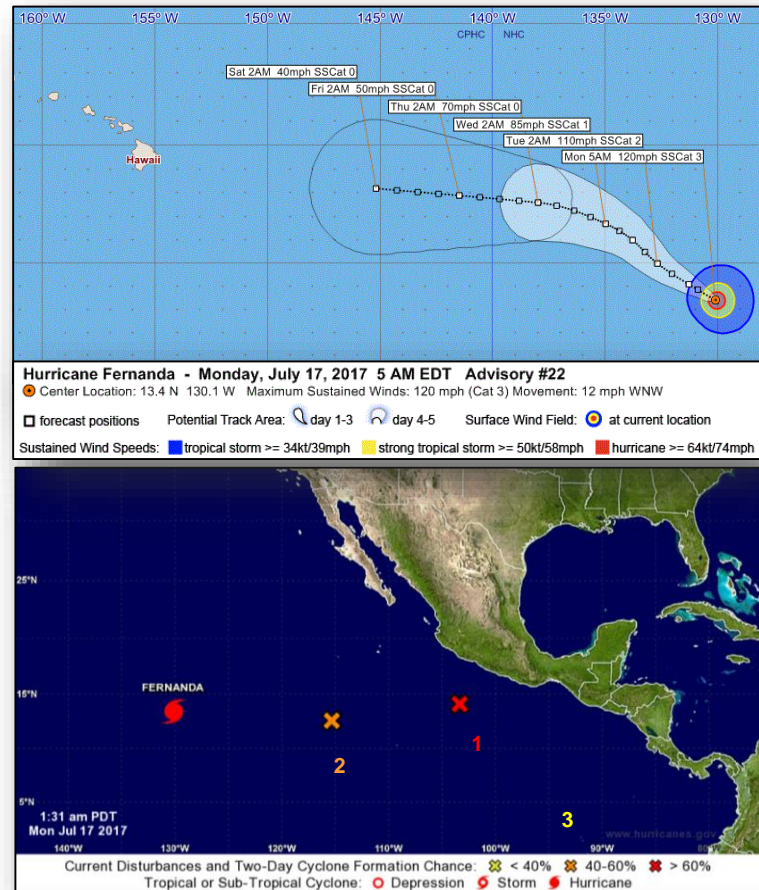 160°W 155°W 150°W 145°W 140°W 135°W 130°W
CPHC NHC
Sat 2AM 40mph SSCat 0
Fri 2AM 50mph SSCat 0
Thu 2AM 70mph SSCat 0
Wed 2AM 85mph SSCat 1
Tue 2AM 110mph SSCat 2
Mon 5AM 120mph SSCat 3
Hawaii
Hurricane Fernanda - Monday, July 17, 2017 5 AM EDT Advisory #22
Center Location: 13.4 N 130.1 W Maximum Sustained Winds: 120 mph (Cat 3) Movement: 12 mph WNW
forecast positions Potential Track Area: day 1-3 day 4-5 Surface Wind Field: at current location
Sustained Wind Speeds: tropical storm >= 34kt/39mph strong tropical storm >= 50kt/58mph hurricane >= 64kt/74mph
25°N
15°N
FERNANDA
1
2
5°N
3
1:31 am PDT
Mon Jul 17 2017
www.hurricanes.gov
140°W 130°W 120°W 110°W 100°W 90°W 80°W
Current Disturbances and Two-Day Cyclone Formation Chance: < 40% 40-60% > 60%
Tropical or Sub-Tropical Cyclone: Depression Storm Hurricane